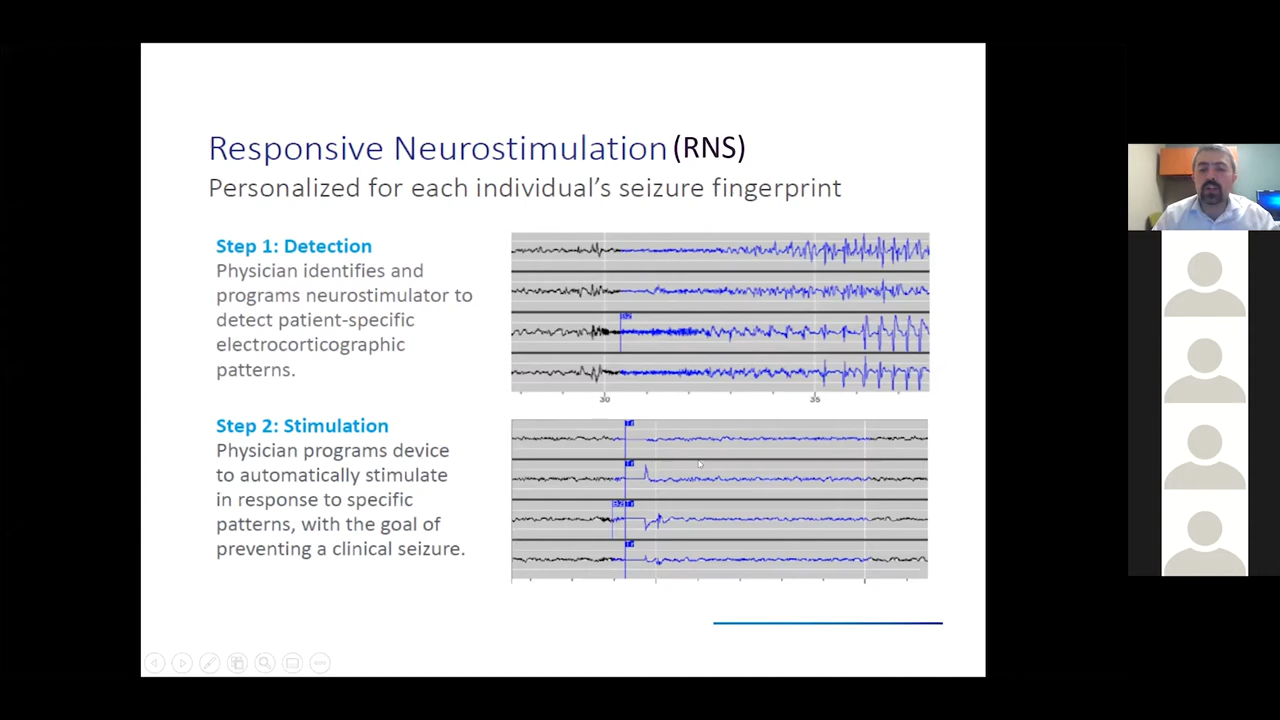 Responsive Neurostimulation (RNS)
Personalized for each individual's seizure fingerprint
Step 1: Detection
Physician identifies and
programs neurostimulator to
detect patient-specific
electrocorticographic
patterns.
30
35
Step 2: Stimulation
Physician programs device
to automatically stimulate
in response to specific
patterns, with the goal of
preventing a clinical seizure.